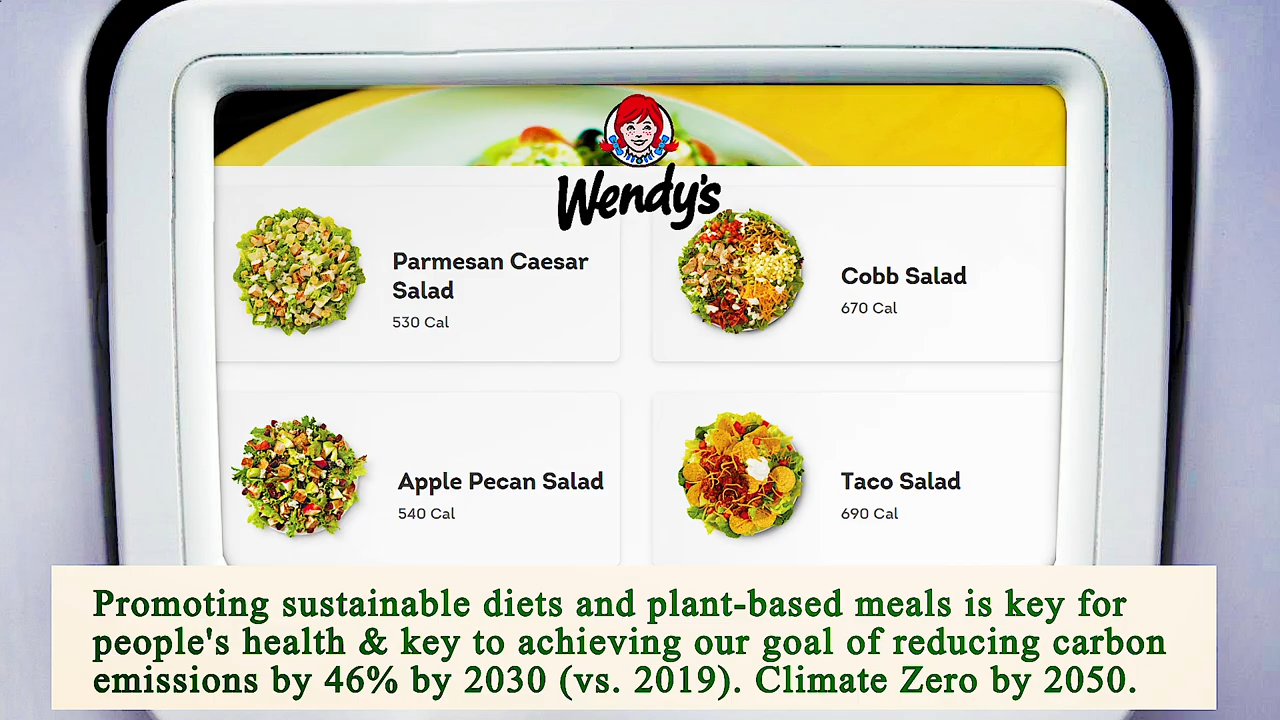 Wendy's
Parmesan Caesar
Salad
530 Cal
Cobb Salad
670 Cal
Apple Pecan Salad
540 Cal
Taco Salad
690 Cal
Promoting sustainable diets and plant-based meals is key for
people's health & key to achieving our goal of reducing carbon
emissions by 46% by 2030 (vs. 2019). Climate Zero by 2050.